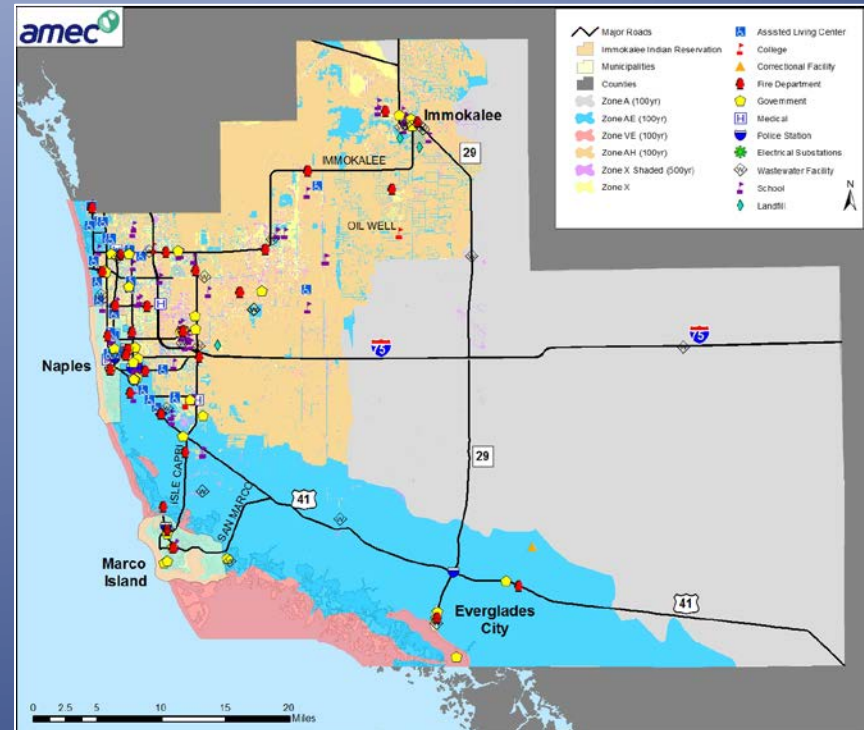 amec
Major Roads
Immokalee Indian Reservation
Municipalities
Counties
Zone A (100yr)
Zone AE (100yr)
Zone VE (100yr)
Zone AH (100yr)
Zone X Shaded (500yr)
Zone X
Assisted Living Center
College
Correctional Facility
Fire Department
Government
Medical
Police Station
Electrical Substations
Wastewater Facility
School
Landfill
N
Immokalee
IMMOKALEE
29
OIL WELL
75
75
Naples
29
ISLE CAPRI
SAN MARCO
41
Marco
Island
Everglades
City
41
0 2.5 5 10 15 20
Miles